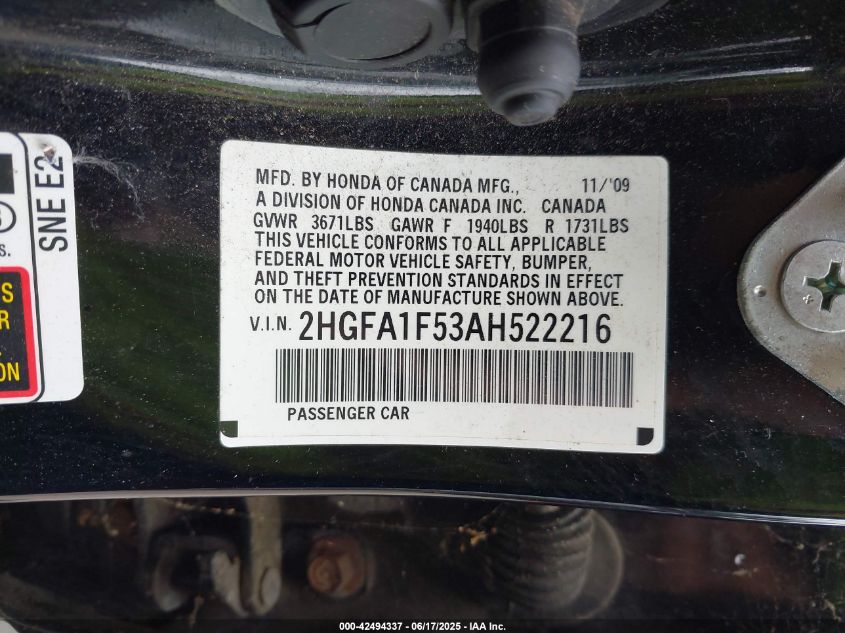 SNE E2
S.
S
R
.
ON
MFD. BY HONDA OF CANADA MFG., 11/'09
A DIVISION OF HONDA CANADA INC. CANADA
GVWR 3671LBS GAWR F 1940LBS R 1731LBS
THIS VEHICLE CONFORMS TO ALL APPLICABLE
FEDERAL MOTOR VEHICLE SAFETY, BUMPER,
AND THEFT PREVENTION STANDARDS IN EFFECT
ON THE DATE OF MANUFACTURE SHOWN ABOVE.
V.I.N. 2HGFA1F53AH522216
PASSENGER CAR
000-42494337 - 06/17/2025 - IAA Inc.